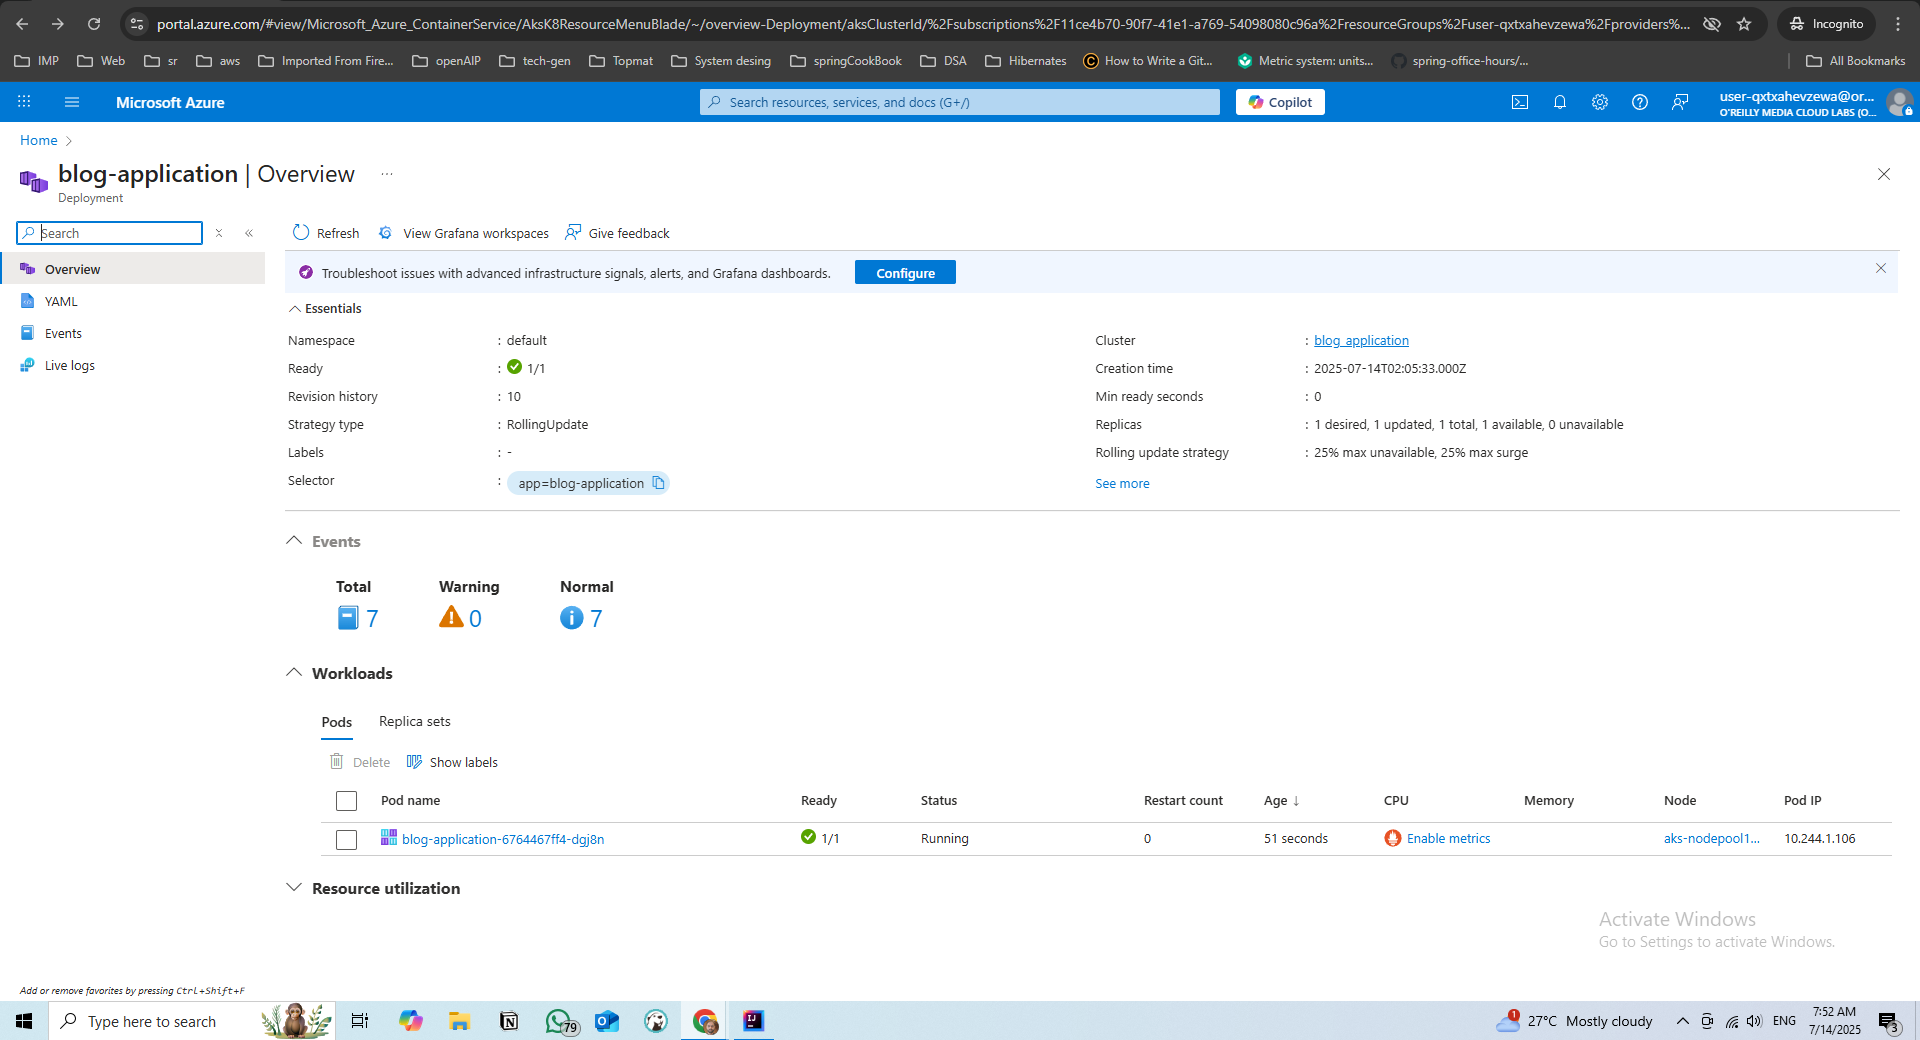 portal.azure.com/#view/Microsoft_Azure_ContainerService/AksK8ResourceMenuBlade/~/overview-Deployment/aksClusterId/%2Fsubscriptions%2F11ce4b70-90f7-41e1-a769-54098080c96a%2FresourceGroups%2Fuser-qxtxahevzewa%2Fproviders%...
Incognito
IMP
Web
sr
aws
Imported From Fire...
openAIP
tech-gen
Topmat
System desing
springCookBook
DSA
Hibernates
How to Write a Git...
Metric system: units...
spring-office-hours/...
All Bookmarks
Microsoft Azure
Search resources, services, and docs (G+/)
Copilot
user-qxtxahevzewa@or...
O'REILLY MEDIA CLOUD LABS (O...
Home
blog-application | Overview ...
Deployment
Search
Refresh
View Grafana workspaces
Give feedback
Overview
YAML
Events
Live logs
Troubleshoot issues with advanced infrastructure signals, alerts, and Grafana dashboards.
Configure
Essentials
Namespace : default
Cluster : blog_application
Ready : 1/1
Creation time : 2025-07-14T02:05:33.000Z
Revision history : 10
Min ready seconds : 0
Strategy type : RollingUpdate
Replicas : 1 desired, 1 updated, 1 total, 1 available, 0 unavailable
Labels : -
Rolling update strategy : 25% max unavailable, 25% max surge
Selector : app=blog-application
See more
Events
Total Warning Normal
7 0 7
Workloads
Pods Replica sets
Delete Show labels
Pod name Ready Status Restart count Age ↓ CPU Memory Node Pod IP
blog-application-6764467ff4-dgj8n 1/1 Running 0 51 seconds Enable metrics aks-nodepool1... 10.244.1.106
Resource utilization
Activate Windows
Go to Settings to activate Windows.
Add or remove favorites by pressing Ctrl+Shift+F
Type here to search
79
1
27°C Mostly cloudy
ENG
7:52 AM
7/14/2025
3